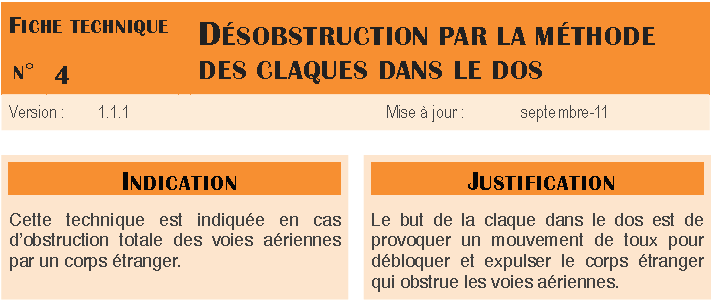 FICHE TECHNIQUE
N° 4
DÉSOBSTRUCTION PAR LA MÉTHODE
DES CLAQUES DANS LE DOS
Version : 1.1.1 Mise à jour : septembre-11
INDICATION
Cette technique est indiquée en cas
d'obstruction totale des voies aériennes
par un corps étranger.
JUSTIFICATION
Le but de la claque dans le dos est de
provoquer un mouvement de toux pour
débloquer et expulser le corps étranger
qui obstrue les voies aériennes.